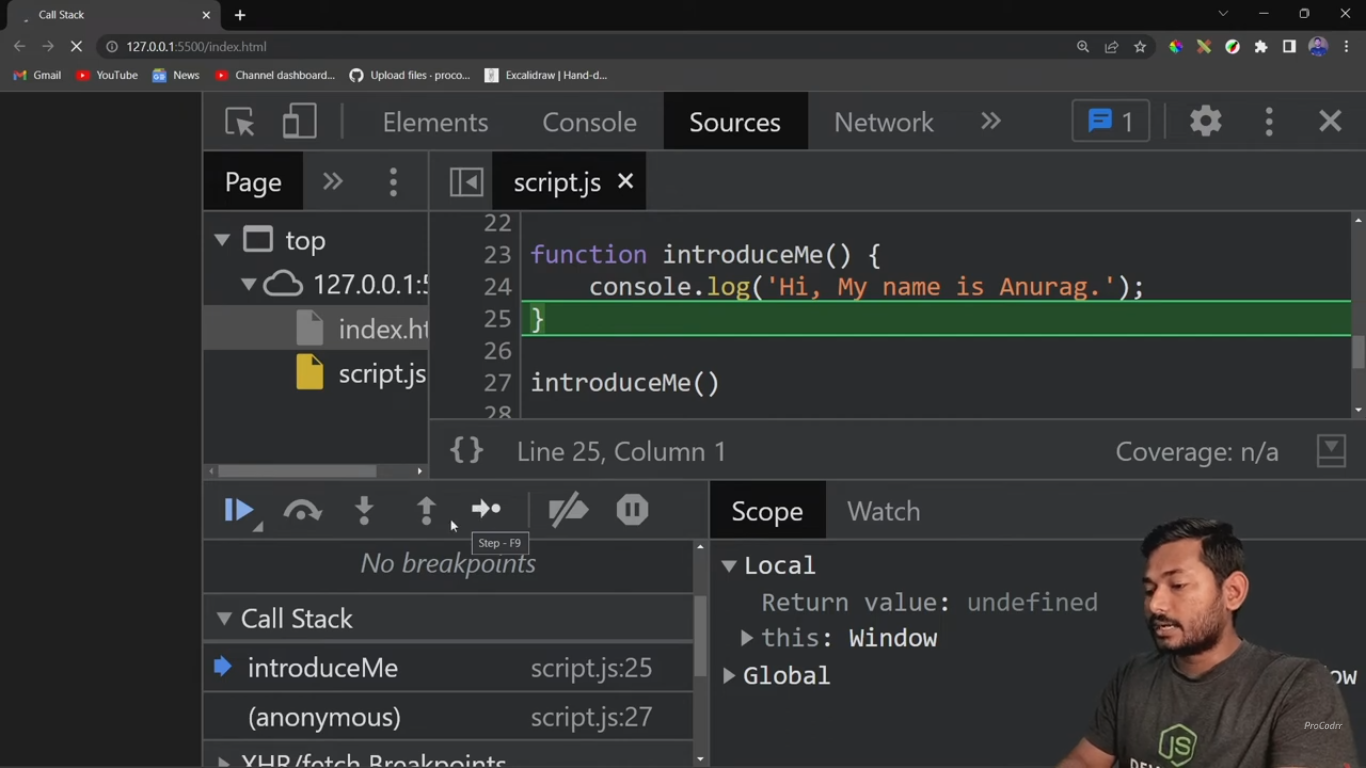 Call Stack
127.0.0.1:5500/index.html
Gmail YouTube News Channel dashboard... Upload files · proco... Excalidraw | Hand-d...
Elements Console Sources Network 1
Page script.js
top
127.0.0.1:5
index.ht
script.js
22
23 function introduceMe() {
24 console.log('Hi, My name is Anurag.');
25 }
26
27 introduceMe()
28
{} Line 25, Column 1 Coverage: n/a
Step - F9
No breakpoints
Call Stack
introduceMe script.js:25
(anonymous) script.js:27
XHR/fetch Breakpoints
Scope Watch
Local
Return value: undefined
this: Window
Global ow
ProCodrr
JS